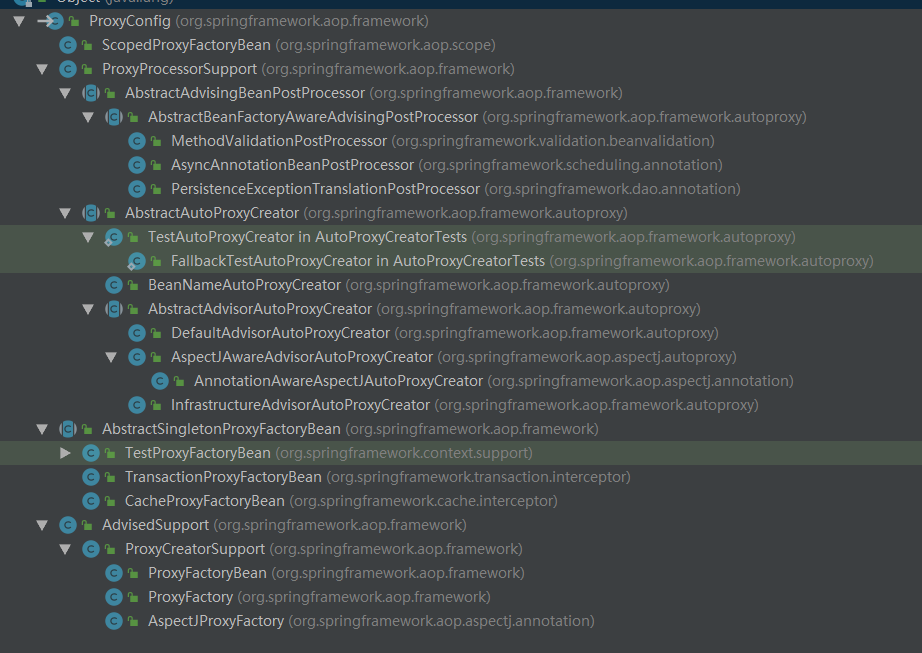 Object (java.lang)
ProxyConfig (org.springframework.aop.framework)
ScopedProxyFactoryBean (org.springframework.aop.scope)
ProxyProcessorSupport (org.springframework.aop.framework)
AbstractAdvisingBeanPostProcessor (org.springframework.aop.framework)
AbstractBeanFactoryAwareAdvisingPostProcessor (org.springframework.aop.framework.autoproxy)
MethodValidationPostProcessor (org.springframework.validation.beanvalidation)
AsyncAnnotationBeanPostProcessor (org.springframework.scheduling.annotation)
PersistenceExceptionTranslationPostProcessor (org.springframework.dao.annotation)
AbstractAutoProxyCreator (org.springframework.aop.framework.autoproxy)
TestAutoProxyCreator in AutoProxyCreatorTests (org.springframework.aop.framework.autoproxy)
FallbackTestAutoProxyCreator in AutoProxyCreatorTests (org.springframework.aop.framework.autoproxy)
BeanNameAutoProxyCreator (org.springframework.aop.framework.autoproxy)
AbstractAdvisorAutoProxyCreator (org.springframework.aop.framework.autoproxy)
DefaultAdvisorAutoProxyCreator (org.springframework.aop.framework.autoproxy)
AspectJAwareAdvisorAutoProxyCreator (org.springframework.aop.aspectj.autoproxy)
AnnotationAwareAspectJAutoProxyCreator (org.springframework.aop.aspectj.annotation)
InfrastructureAdvisorAutoProxyCreator (org.springframework.aop.framework.autoproxy)
AbstractSingletonProxyFactoryBean (org.springframework.aop.framework)
TestProxyFactoryBean (org.springframework.context.support)
TransactionProxyFactoryBean (org.springframework.transaction.interceptor)
CacheProxyFactoryBean (org.springframework.cache.interceptor)
AdvisedSupport (org.springframework.aop.framework)
ProxyCreatorSupport (org.springframework.aop.framework)
ProxyFactoryBean (org.springframework.aop.framework)
ProxyFactory (org.springframework.aop.framework)
AspectJProxyFactory (org.springframework.aop.aspectj.annotation)